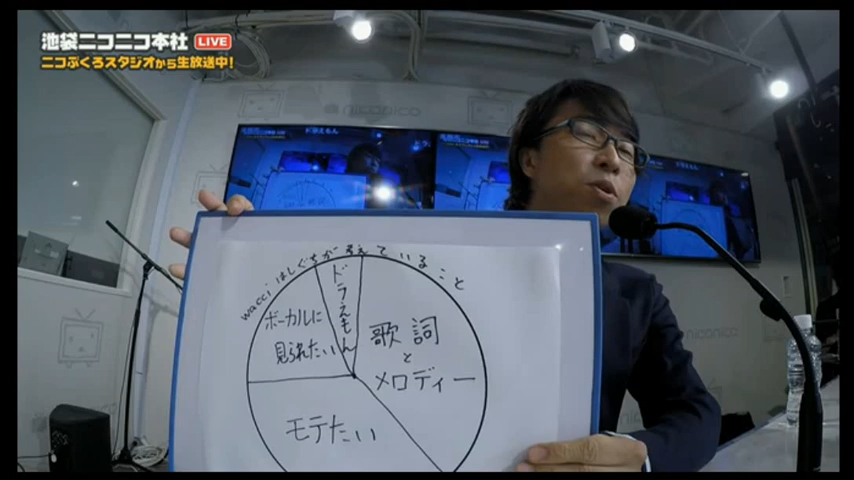 池袋ニコニコ本社 LIVE
ニコぶくろスタジオから生放送中!
niconico
wacci はしぐちが考えていること
ドラえもん
ボーカルに
見られたい
歌詞
と
メロディー
モテたい
niconico